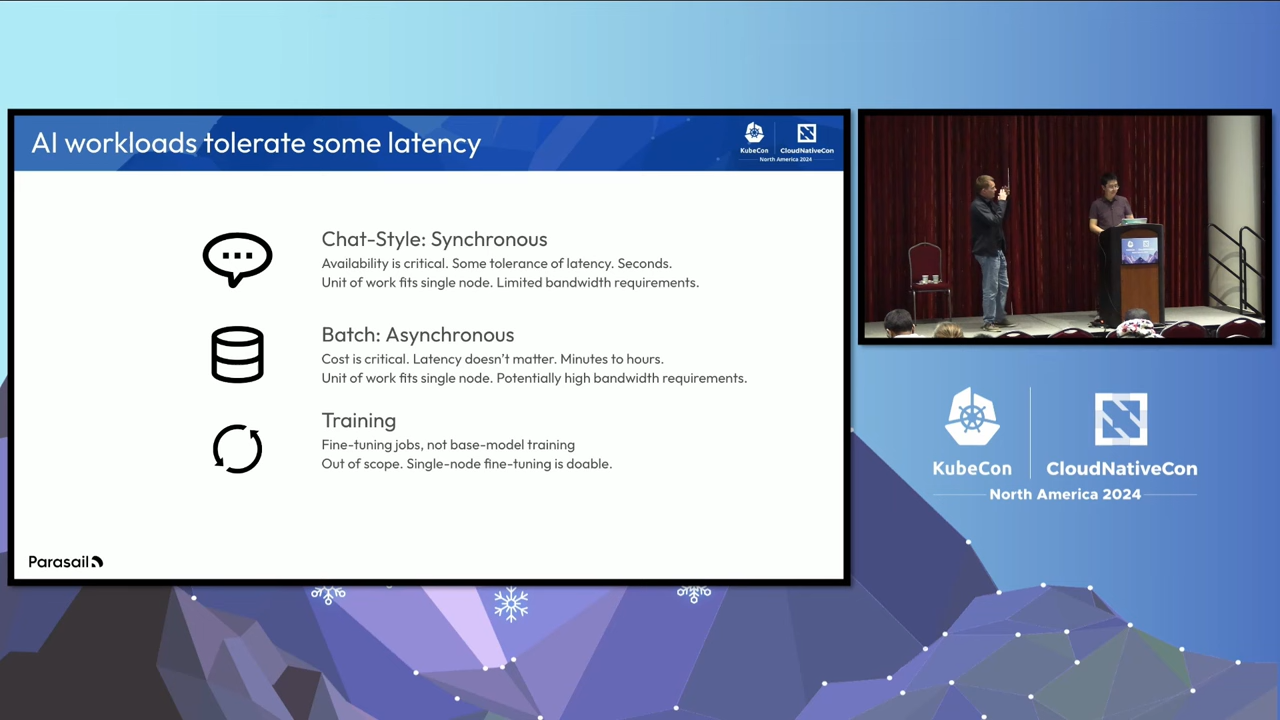 AI workloads tolerate some latency
KubeCon
CloudNativeCon
North America 2024
Chat-Style: Synchronous
Availability is critical. Some tolerance of latency. Seconds.
Unit of work fits single node. Limited bandwidth requirements.
Batch: Asynchronous
Cost is critical. Latency doesn't matter. Minutes to hours.
Unit of work fits single node. Potentially high bandwidth requirements.
Training
Fine-tuning jobs, not base-model training
Out of scope. Single-node fine-tuning is doable.
Parasail
KubeCon
CloudNativeCon
North America 2024